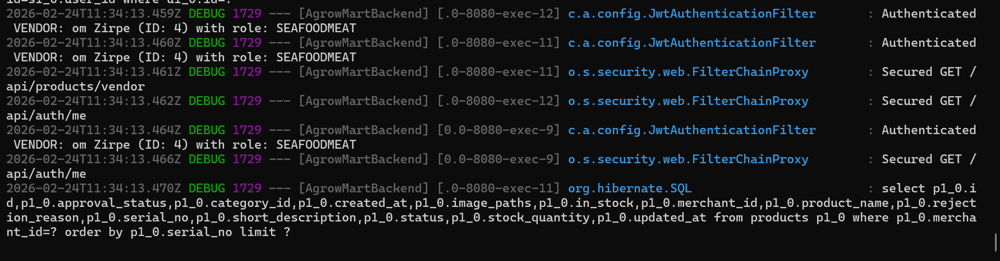 id=s1_0.user_id where u1_0.id=?
2026-02-24T11:34:13.459Z DEBUG 1729 --- [AgrowMartBackend] [.0-8080-exec-12] c.a.config.JwtAuthenticationFilter       : Authenticated
 VENDOR: om Zirpe (ID: 4) with role: SEAFOODMEAT
2026-02-24T11:34:13.460Z DEBUG 1729 --- [AgrowMartBackend] [.0-8080-exec-11] c.a.config.JwtAuthenticationFilter       : Authenticated
 VENDOR: om Zirpe (ID: 4) with role: SEAFOODMEAT
2026-02-24T11:34:13.461Z DEBUG 1729 --- [AgrowMartBackend] [.0-8080-exec-11] o.s.security.web.FilterChainProxy        : Secured GET /
api/products/vendor
2026-02-24T11:34:13.462Z DEBUG 1729 --- [AgrowMartBackend] [.0-8080-exec-12] o.s.security.web.FilterChainProxy        : Secured GET /
api/auth/me
2026-02-24T11:34:13.464Z DEBUG 1729 --- [AgrowMartBackend] [0.0-8080-exec-9] c.a.config.JwtAuthenticationFilter       : Authenticated
 VENDOR: om Zirpe (ID: 4) with role: SEAFOODMEAT
2026-02-24T11:34:13.466Z DEBUG 1729 --- [AgrowMartBackend] [0.0-8080-exec-9] o.s.security.web.FilterChainProxy        : Secured GET /
api/auth/me
2026-02-24T11:34:13.470Z DEBUG 1729 --- [AgrowMartBackend] [.0-8080-exec-11] org.hibernate.SQL                        : select p1_0.i
d,p1_0.approval_status,p1_0.category_id,p1_0.created_at,p1_0.image_paths,p1_0.in_stock,p1_0.merchant_id,p1_0.product_name,p1_0.reject
ion_reason,p1_0.serial_no,p1_0.short_description,p1_0.status,p1_0.stock_quantity,p1_0.updated_at from products p1_0 where p1_0.mercha
nt_id=? order by p1_0.serial_no limit ?